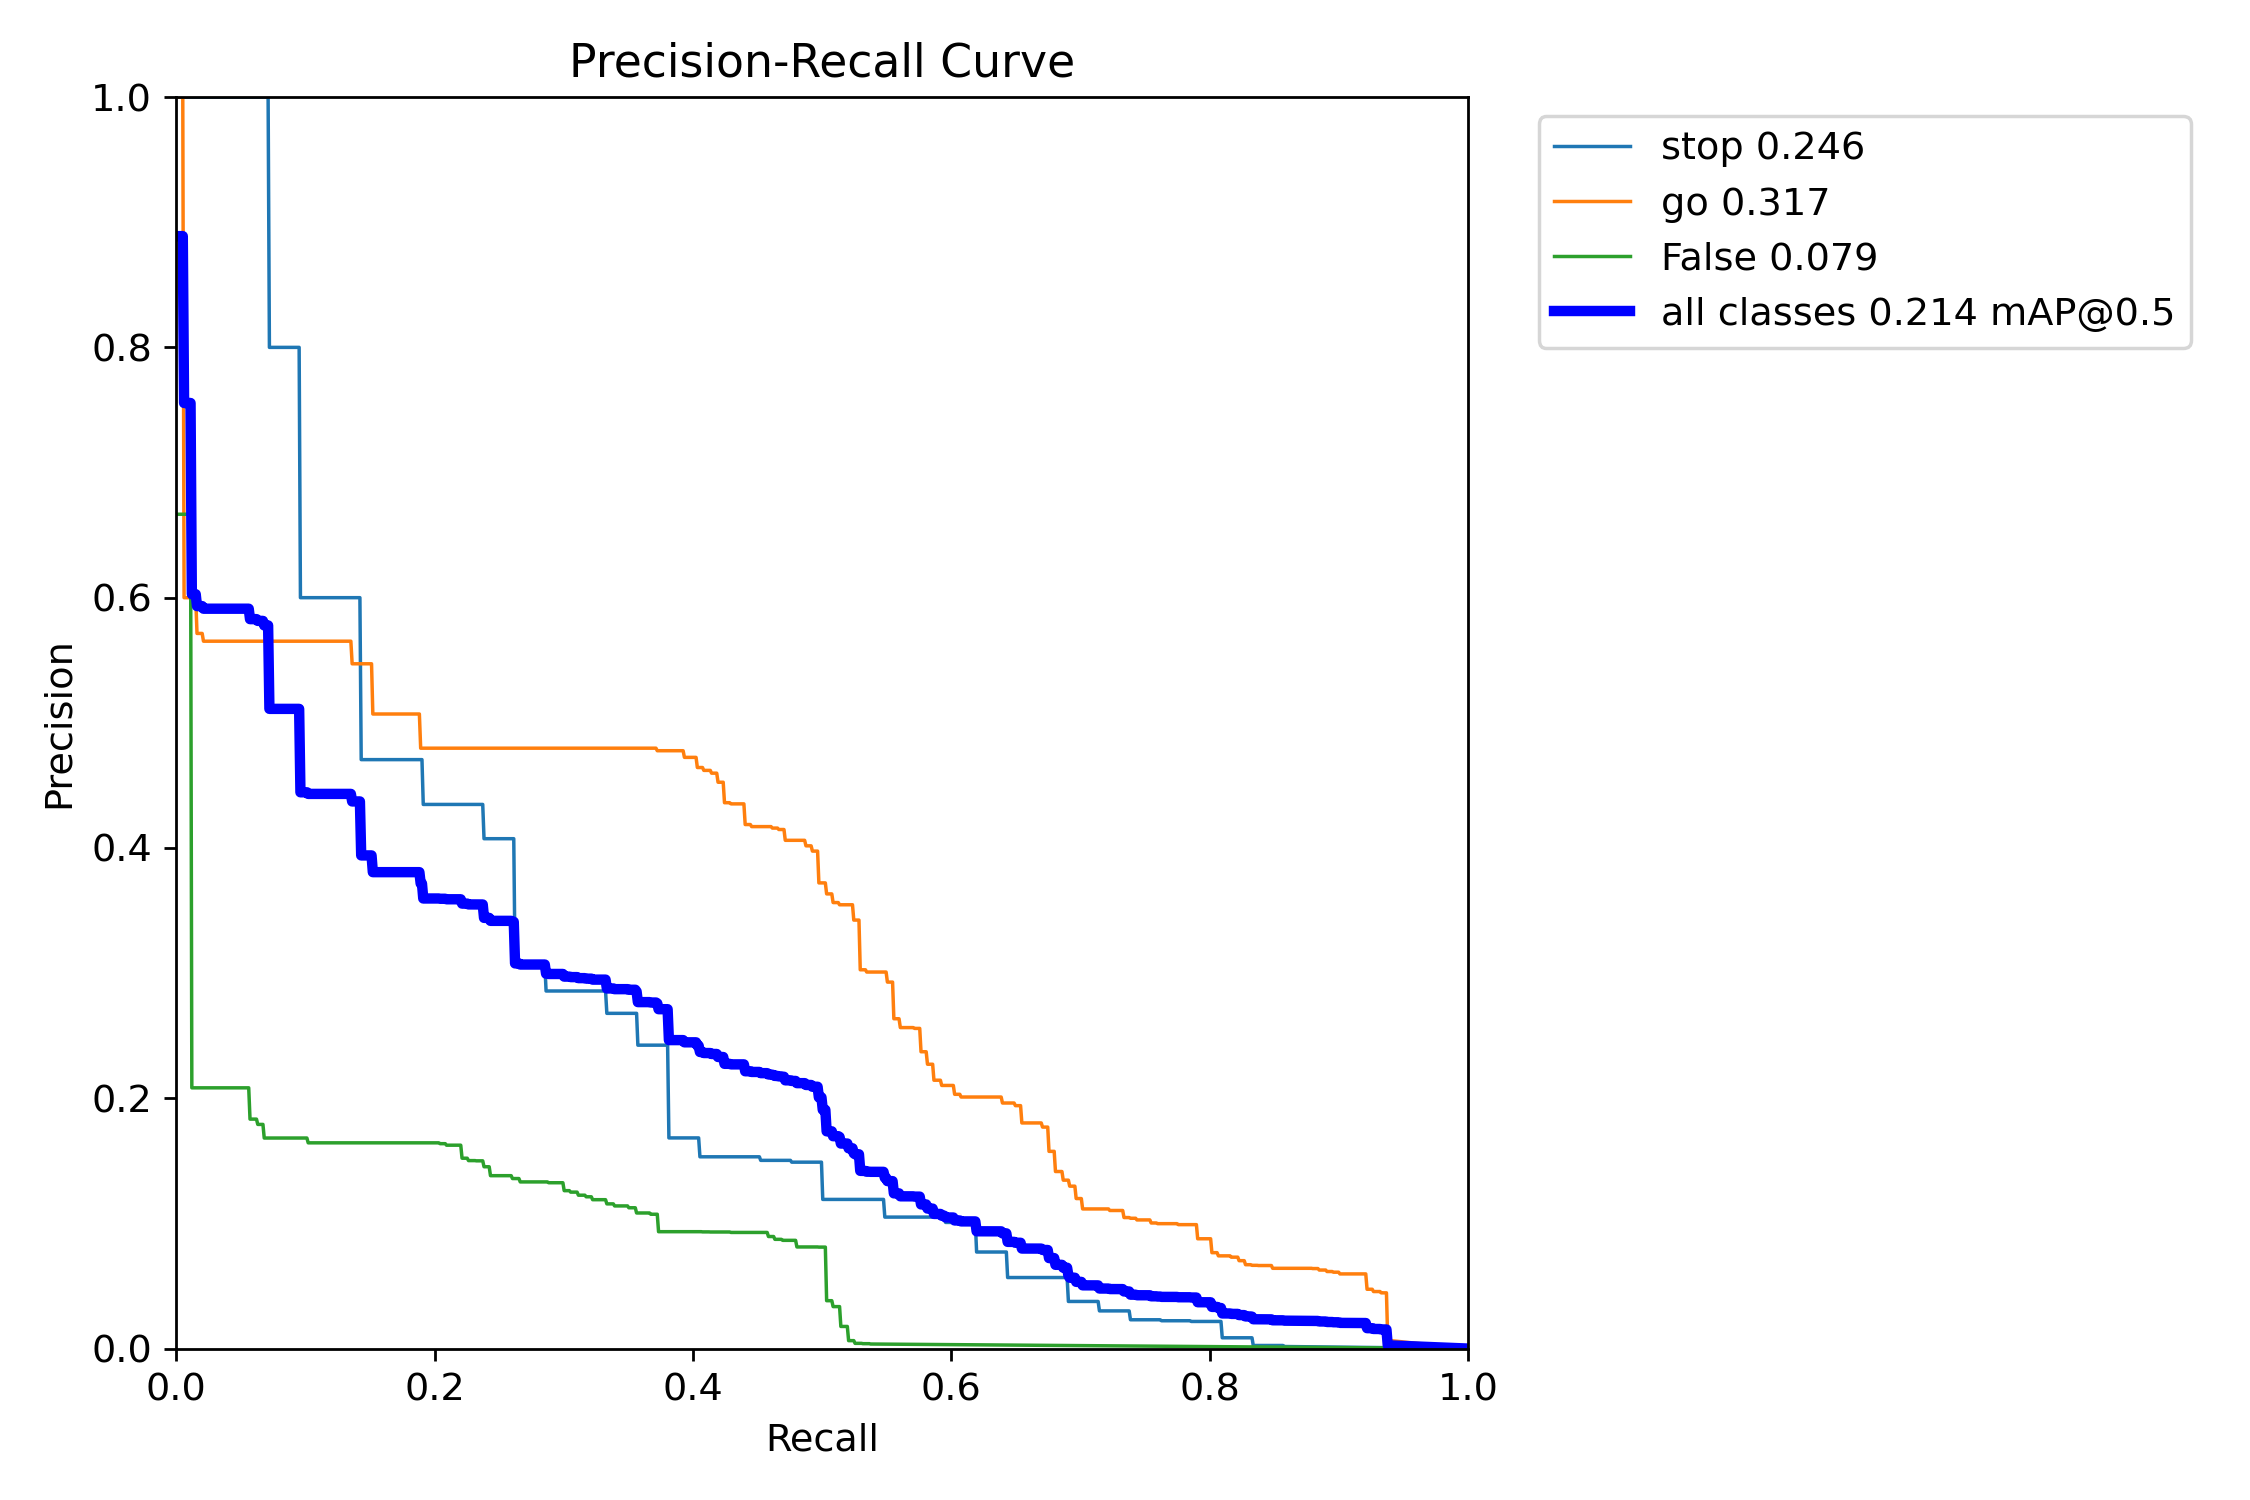 Precision-Recall Curve
1.0
0.8
0.6
0.4
0.2
0.0
Precision
0.0 0.2 0.4 0.6 0.8 1.0
Recall
stop 0.246
go 0.317
False 0.079
all classes 0.214 mAP@0.5